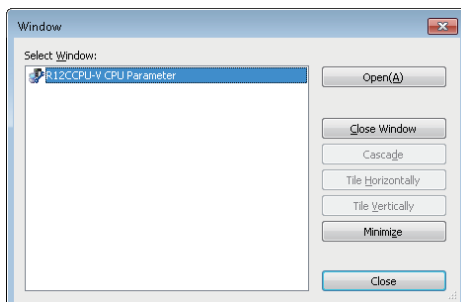 Window
Select Window:
R12CCPU-V CPU Parameter
Open(A)
Close Window
Cascade
Tile Horizontally
Tile Vertically
Minimize
Close